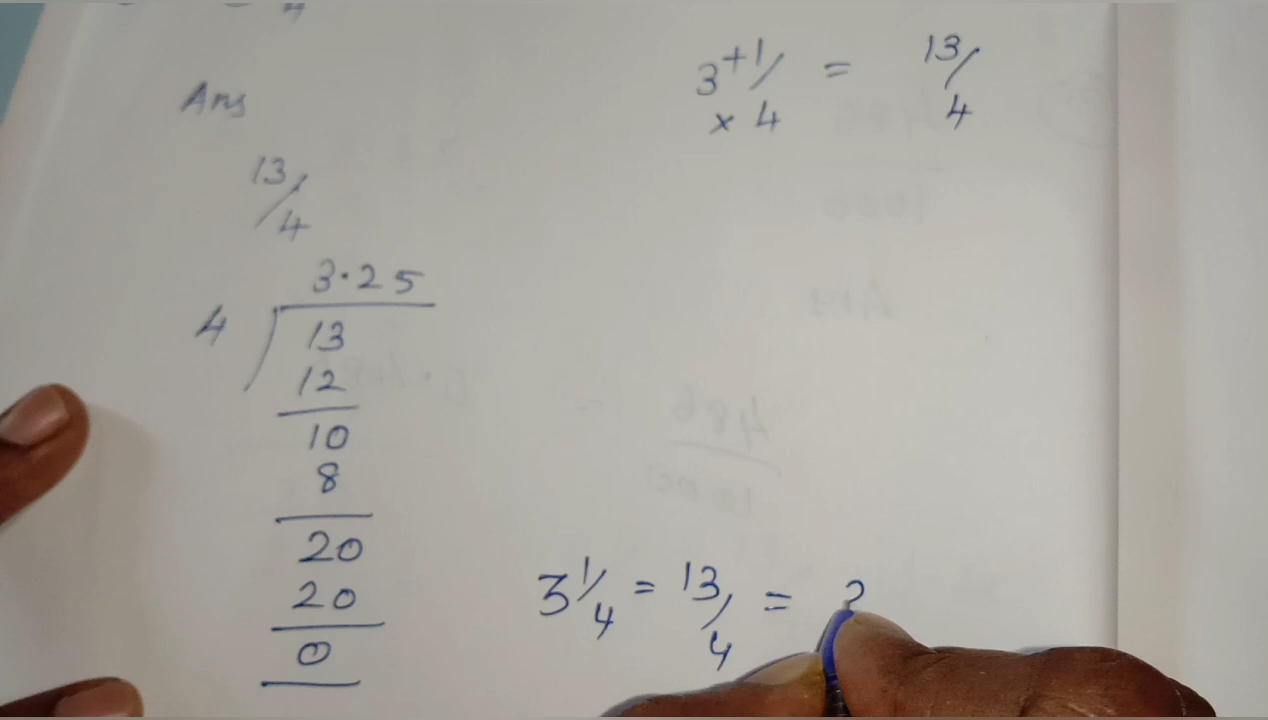 3 +1/ = 13/
× 4 4
Ans
13/4
3.25
4 13
12
10
8
20
20
0
3 1/4 = 13/4 =